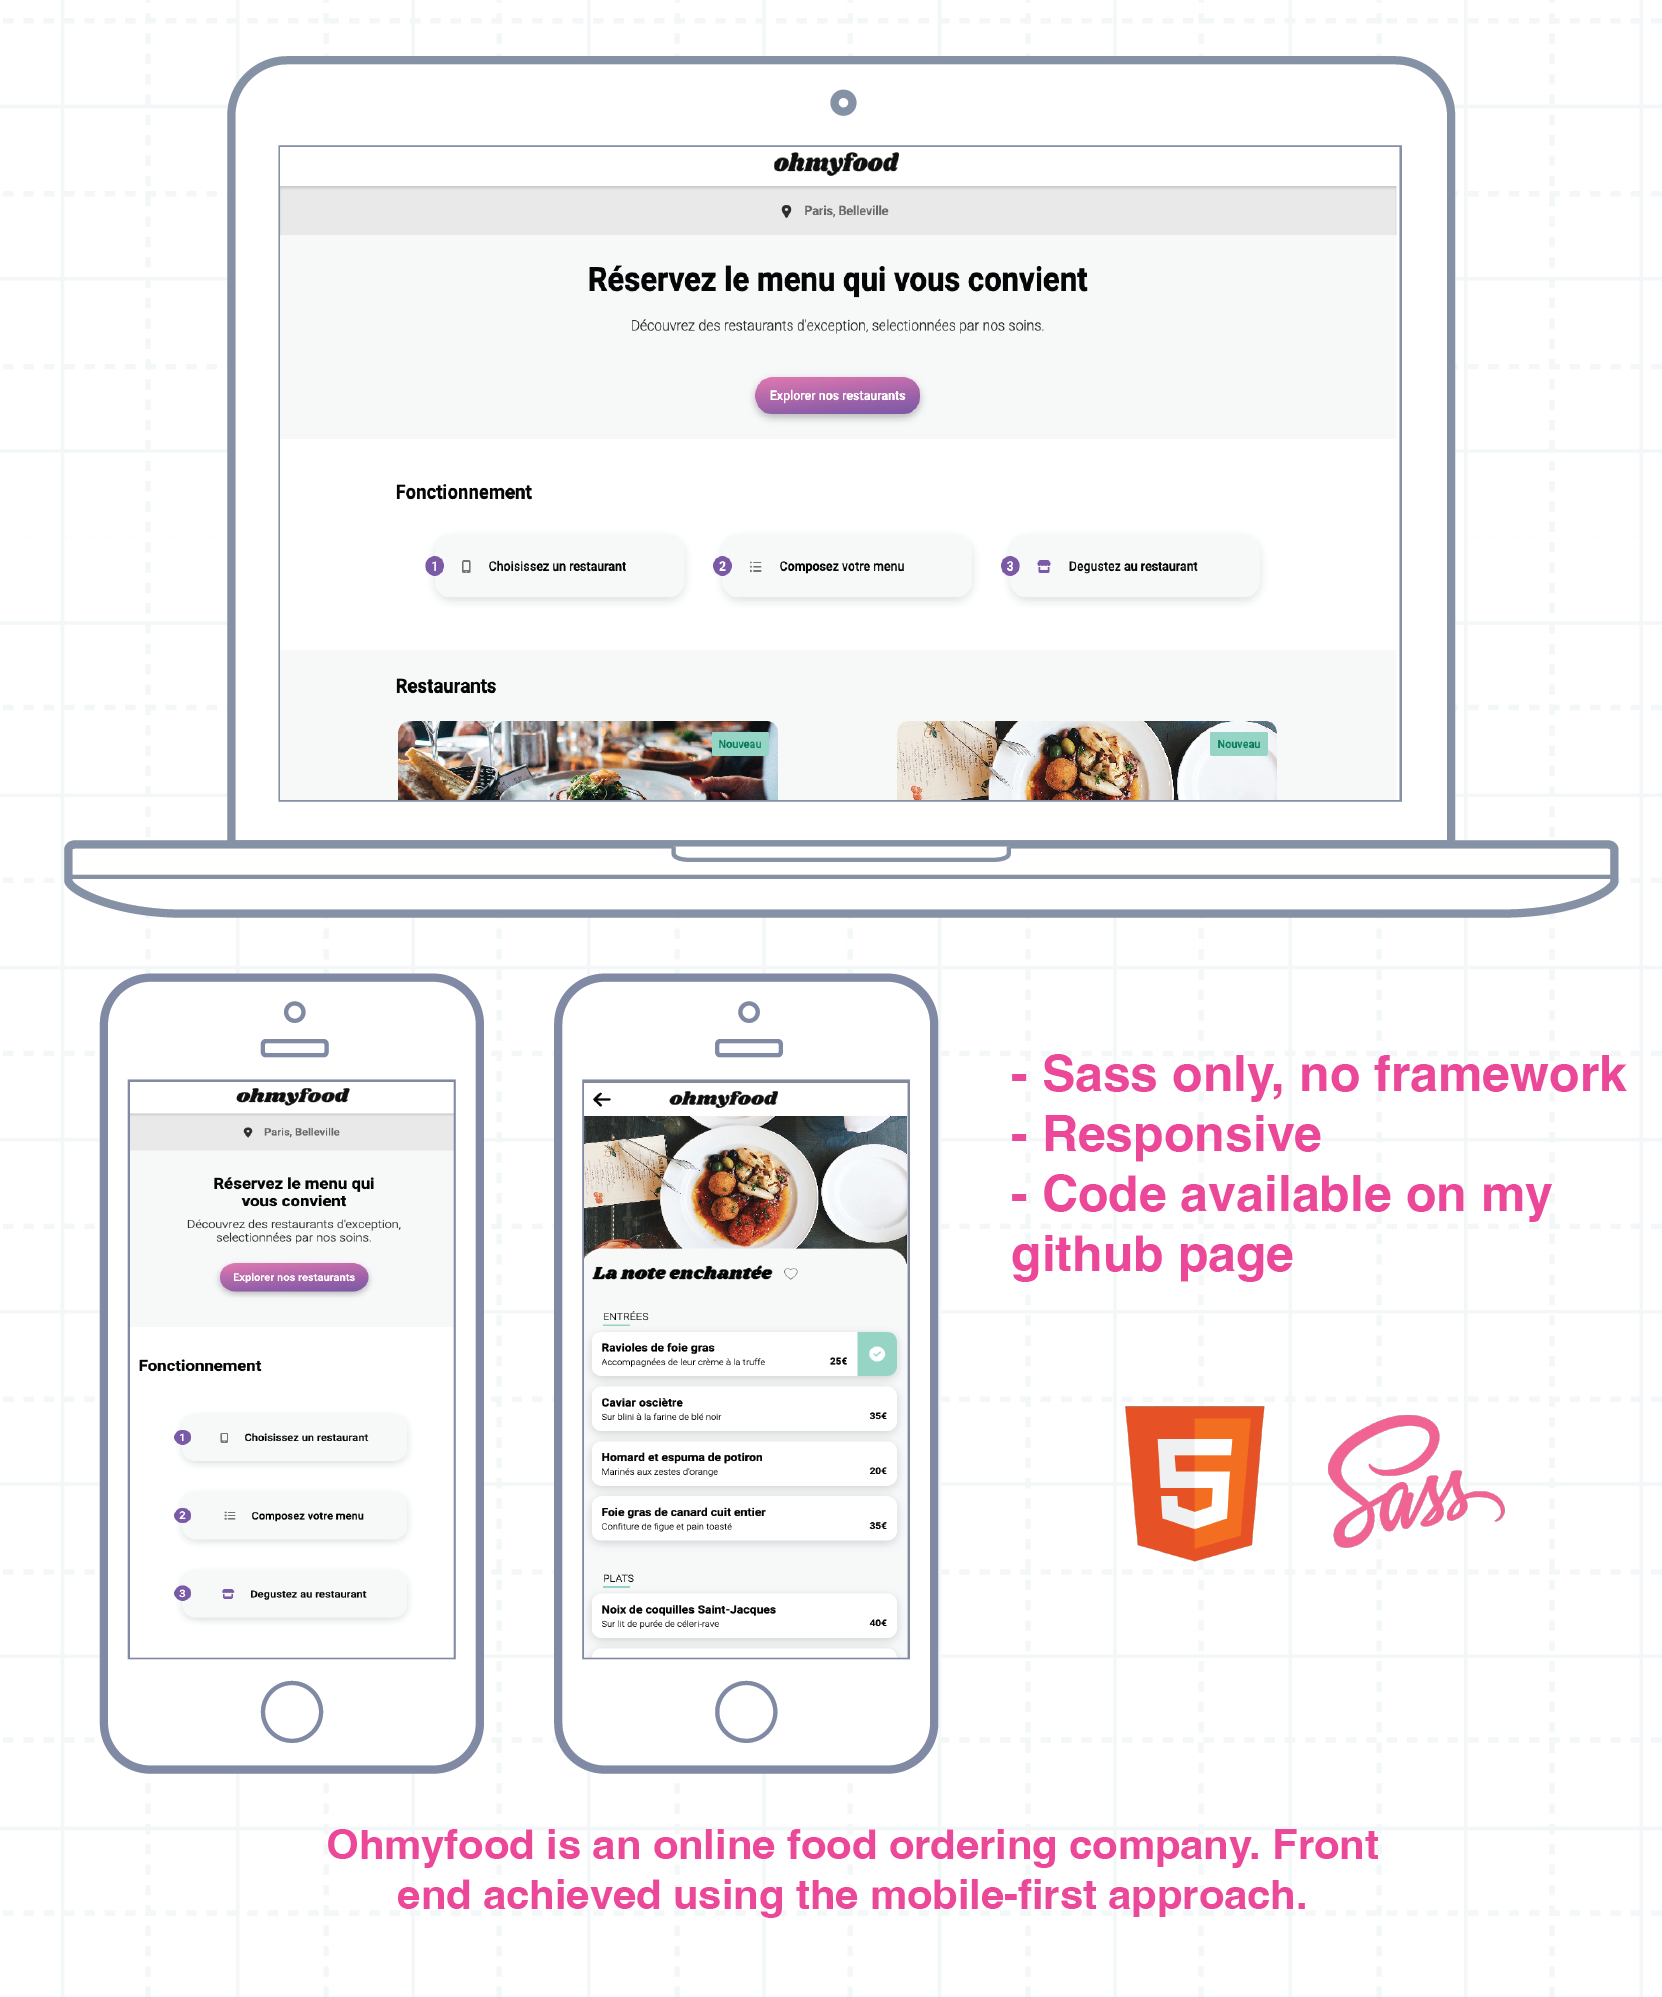 ohmyfood
Paris, Belleville
Réservez le menu qui vous convient
Découvrez des restaurants d'exception, selectionnées par nos soins.
Explorer nos restaurants
Fonctionnement
1 Choisissez un restaurant
2 Composez votre menu
3 Degustez au restaurant
Restaurants
Nouveau
Nouveau
ohmyfood
Paris, Belleville
Réservez le menu qui
vous convient
Découvrez des restaurants d'exception,
selectionnées par nos soins.
Explorer nos restaurants
Fonctionnement
1 Choisissez un restaurant
2 Composez votre menu
3 Degustez au restaurant
ohmyfood
La note enchantée
ENTRÉES
Ravioles de foie gras
Accompagnées de leur crème à la truffe 25€
Caviar oscìètre
Sur blini à la farine de blé noir 35€
Homard et espuma de potiron
Marinés aux zestes d'orange 20€
Foie gras de canard cuit entier
Confiture de figue et pain toasté 35€
PLATS
Noix de coquilles Saint-Jacques
Sur lit de purée de céleri-rave 40€
- Sass only, no framework
- Responsive
- Code available on my
github page
5
Sass
Ohmyfood is an online food ordering company. Front
end achieved using the mobile-first approach.